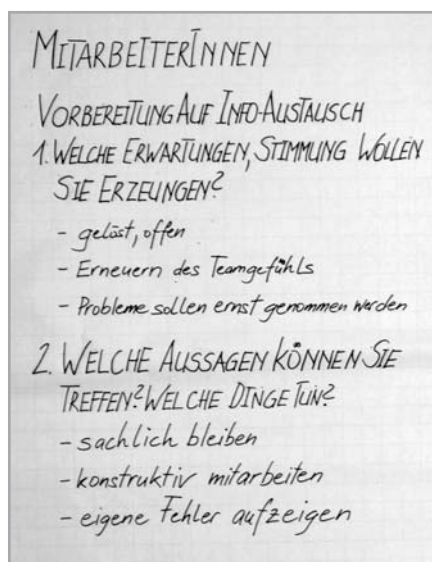 MITARBEITERINNEN
VORBEREITUNG AUF INFO-AUSTAUSCH
1. WELCHE ERWARTUNGEN, STIMMUNG WOLLEN
SIE ERZEUNGEN?
- gelöst, offen
- Erneuern des Teamgefühls
- Probleme sollen ernst genommen werden
2. WELCHE AUSSAGEN KÖNNEN SIE
TREFFEN? WELCHE DINGE TUN?
- sachlich bleiben
- konstruktiv mitarbeiten
- eigene Fehler aufzeigen